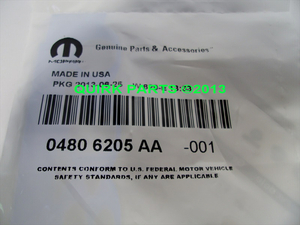 MOPAR
Genuine Parts & Accessories
MADE IN USA
QUIRK PARTS ©2013
0480 6205 AA -001
CONTENTS CONFORM TO U.S. FEDERAL MOTOR VEHICLE
SAFETY STANDARDS, IF ANY ARE APPLICABLE